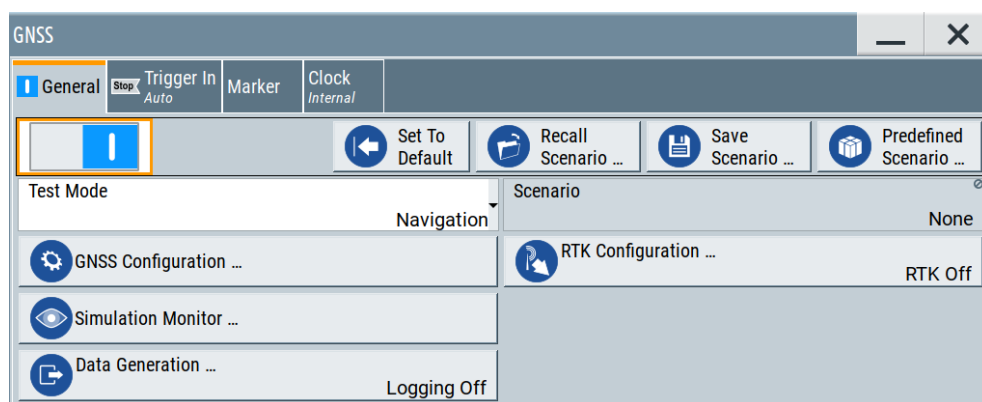 GNSS
General
Stop
Trigger In
Auto
Marker
Clock
Internal
Set To
Default
Recall
Scenario ...
Save
Scenario ...
Predefined
Scenario ...
Test Mode
Navigation
Scenario
None
GNSS Configuration ...
RTK Configuration ...
RTK Off
Simulation Monitor ...
Data Generation ...
Logging Off